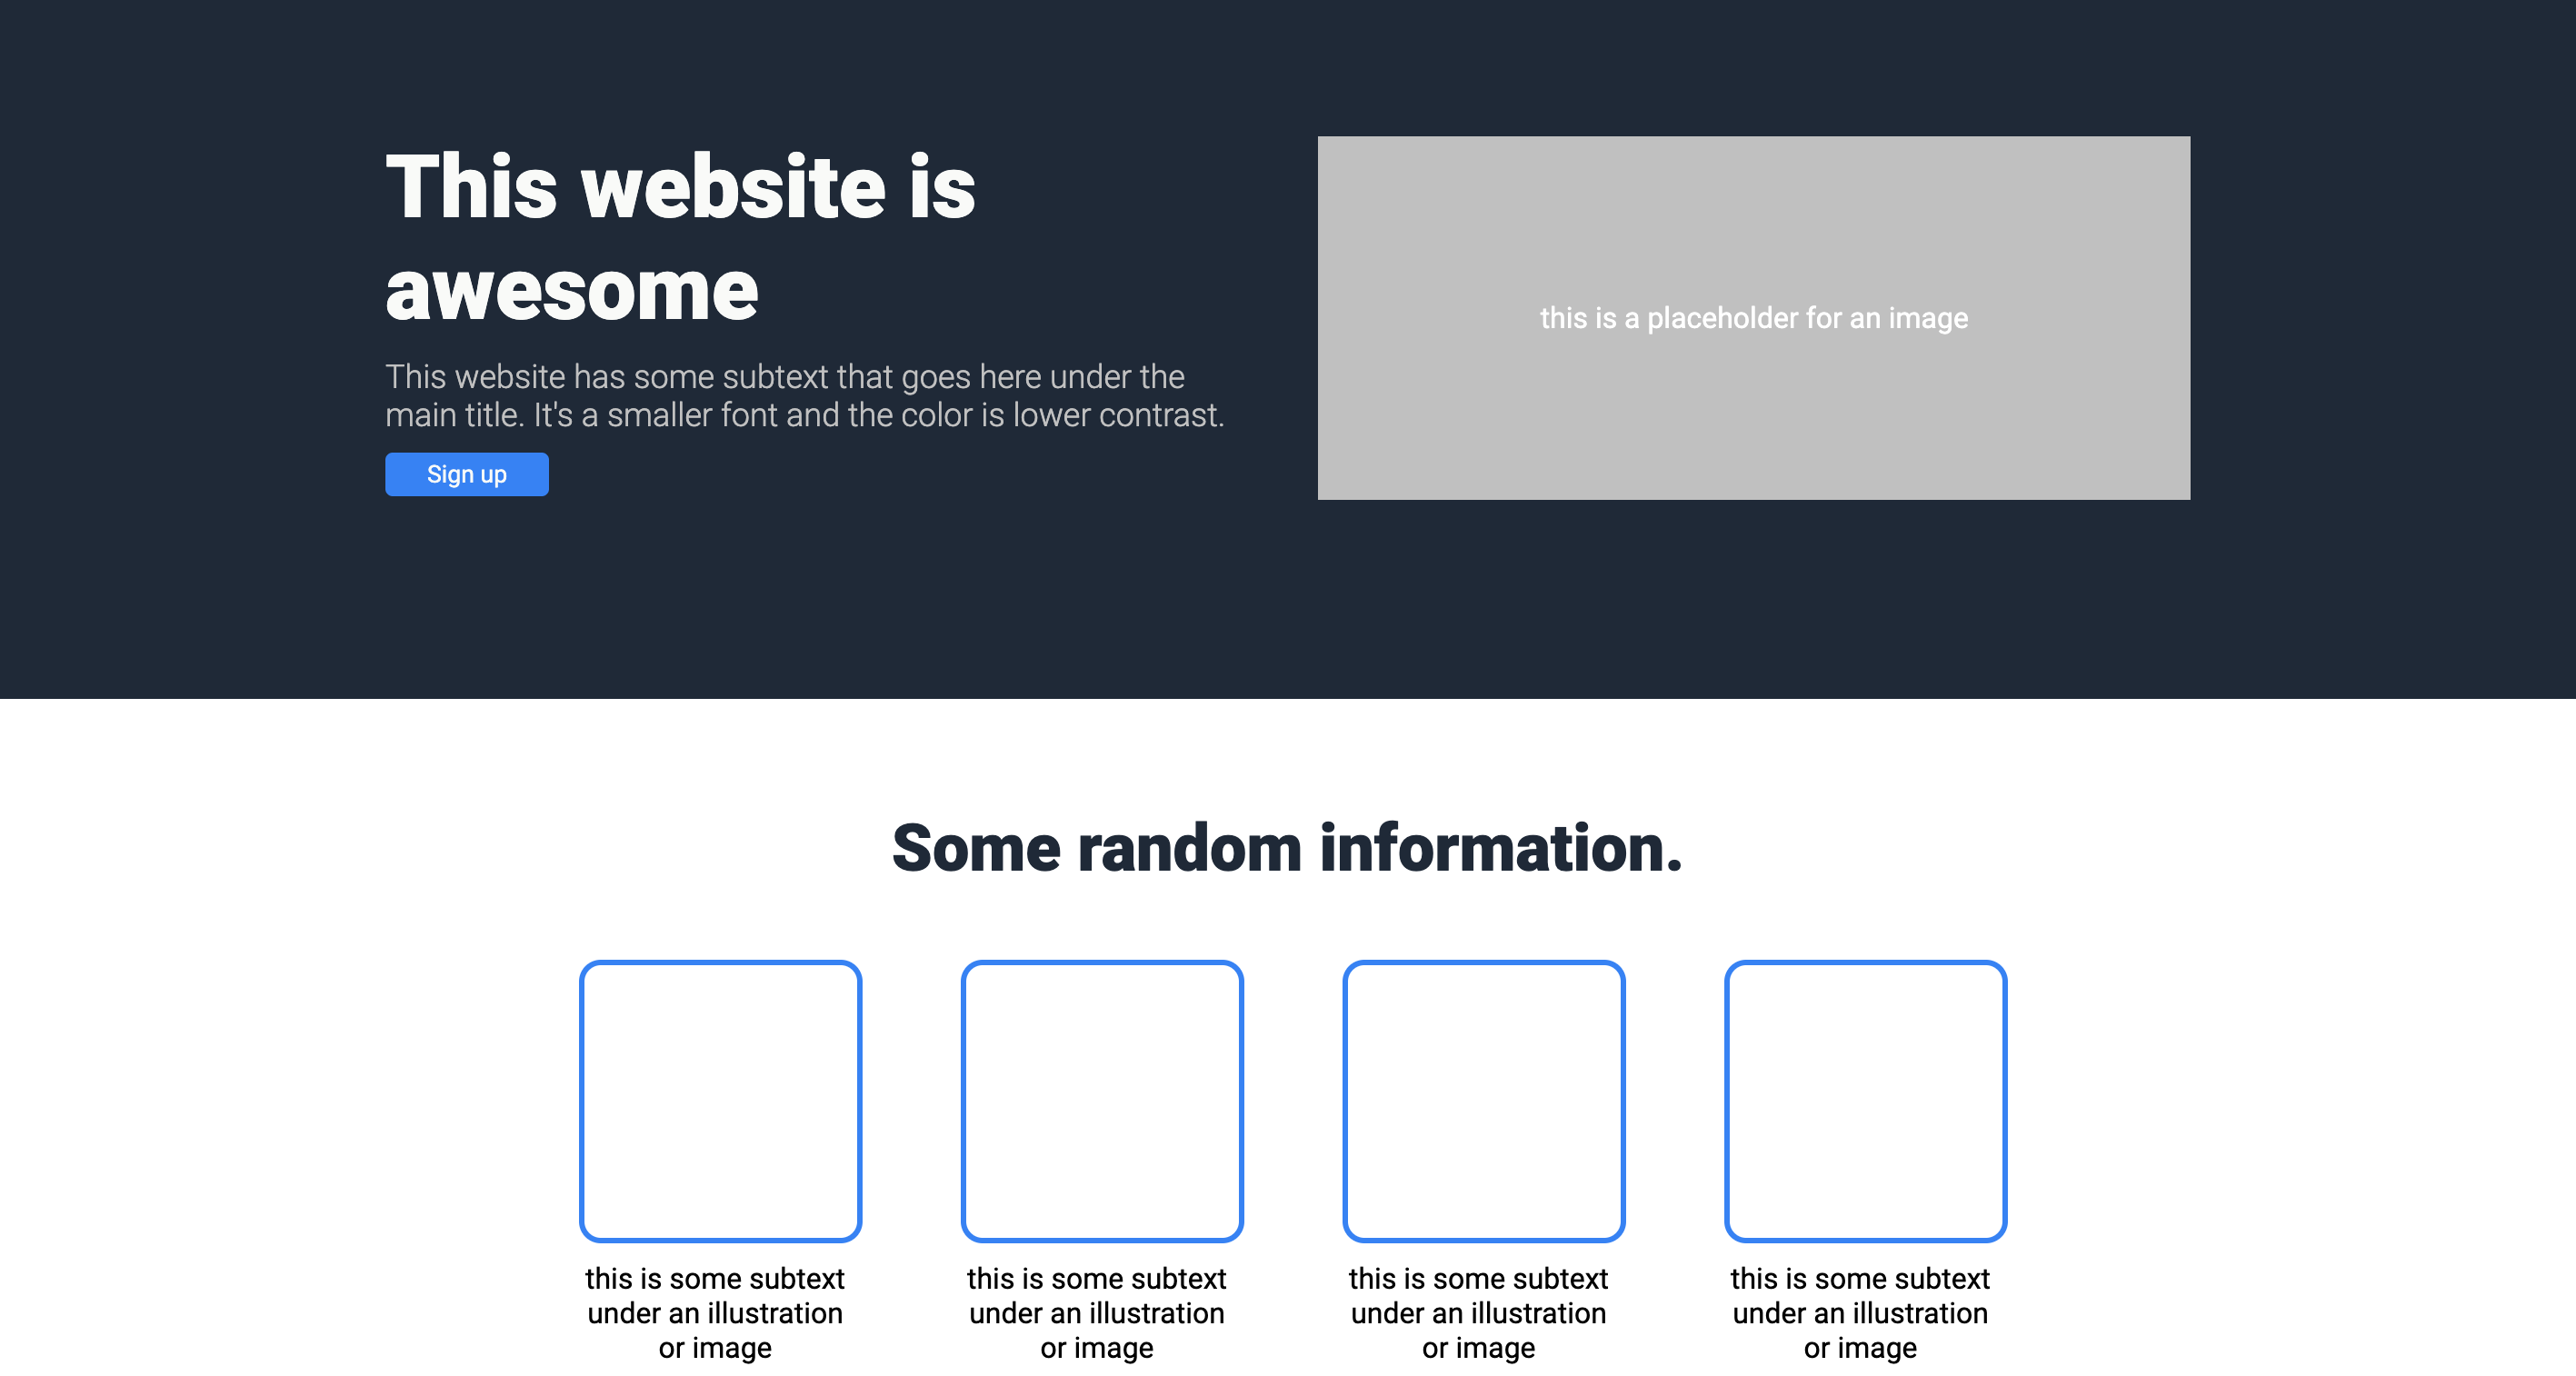 This website is
awesome
This website has some subtext that goes here under the
main title. It's a smaller font and the color is lower contrast.
Sign up
this is a placeholder for an image
Some random information.
this is some subtext
under an illustration
or image
this is some subtext
under an illustration
or image
this is some subtext
under an illustration
or image
this is some subtext
under an illustration
or image